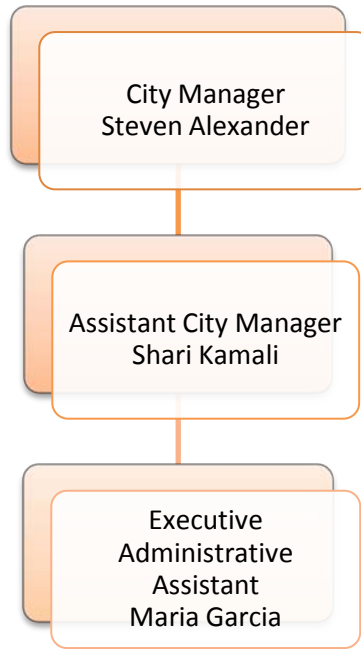 City Manager
Steven Alexander
Assistant City Manager
Shari Kamali
Executive
Administrative
Assistant
Maria Garcia